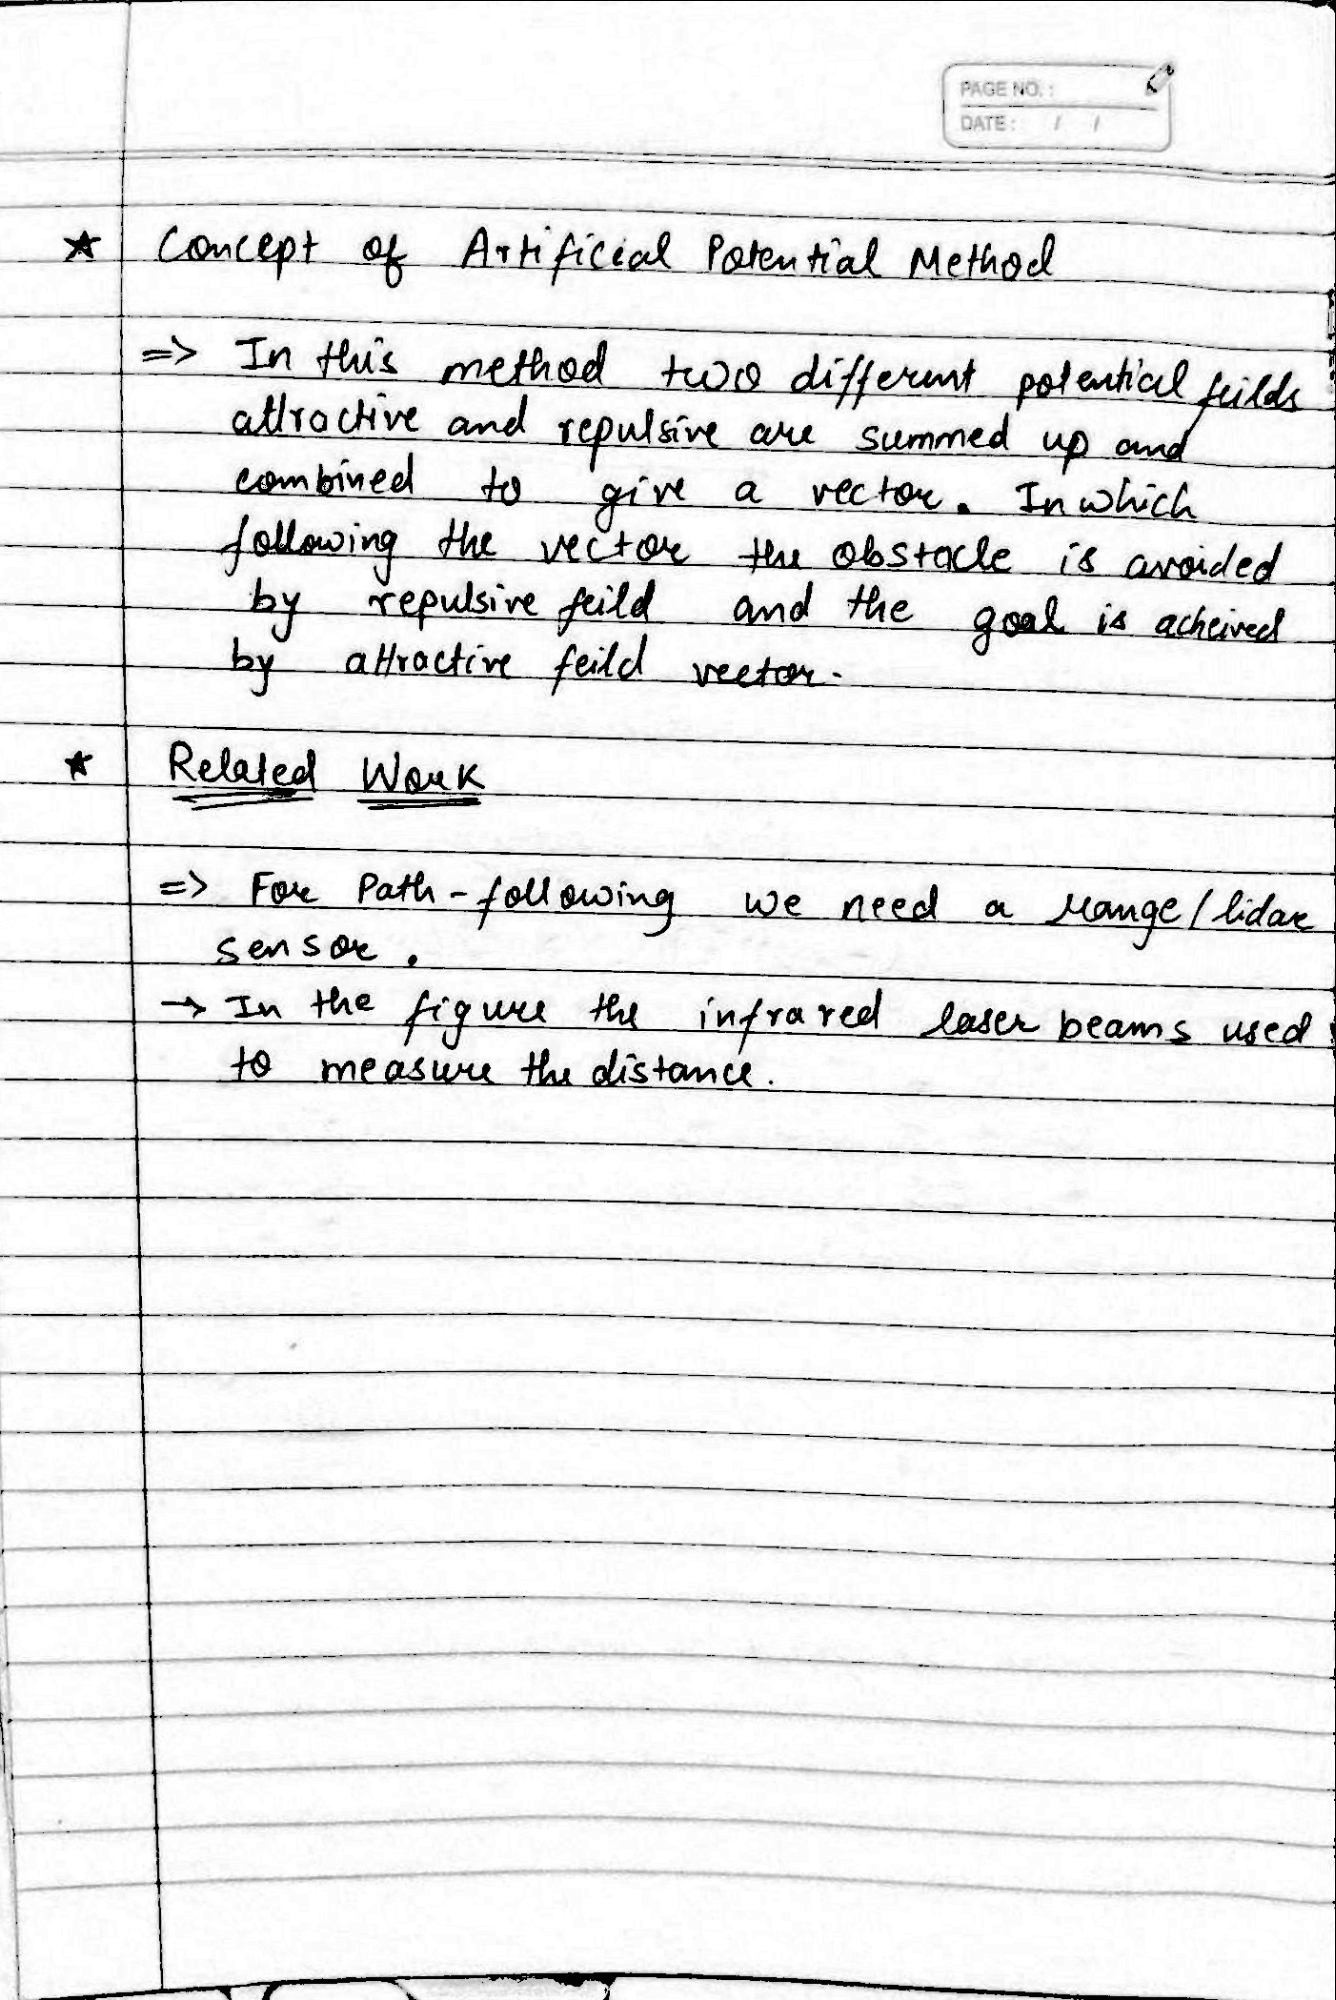 PAGE NO. :
DATE : / /
★ Concept of Artificial Potential Method
=> In this method two different potential feilds
attractive and repulsive are summed up and
combined to give a vector. In which
following the vector the obstacle is avoided
by repulsive feild and the goal is acheived
by attractive feild vector.
★ Related Work
=> For Path-following we need a range/lidar
sensor.
→ In the figure the infrared laser beams used
to measure the distance.